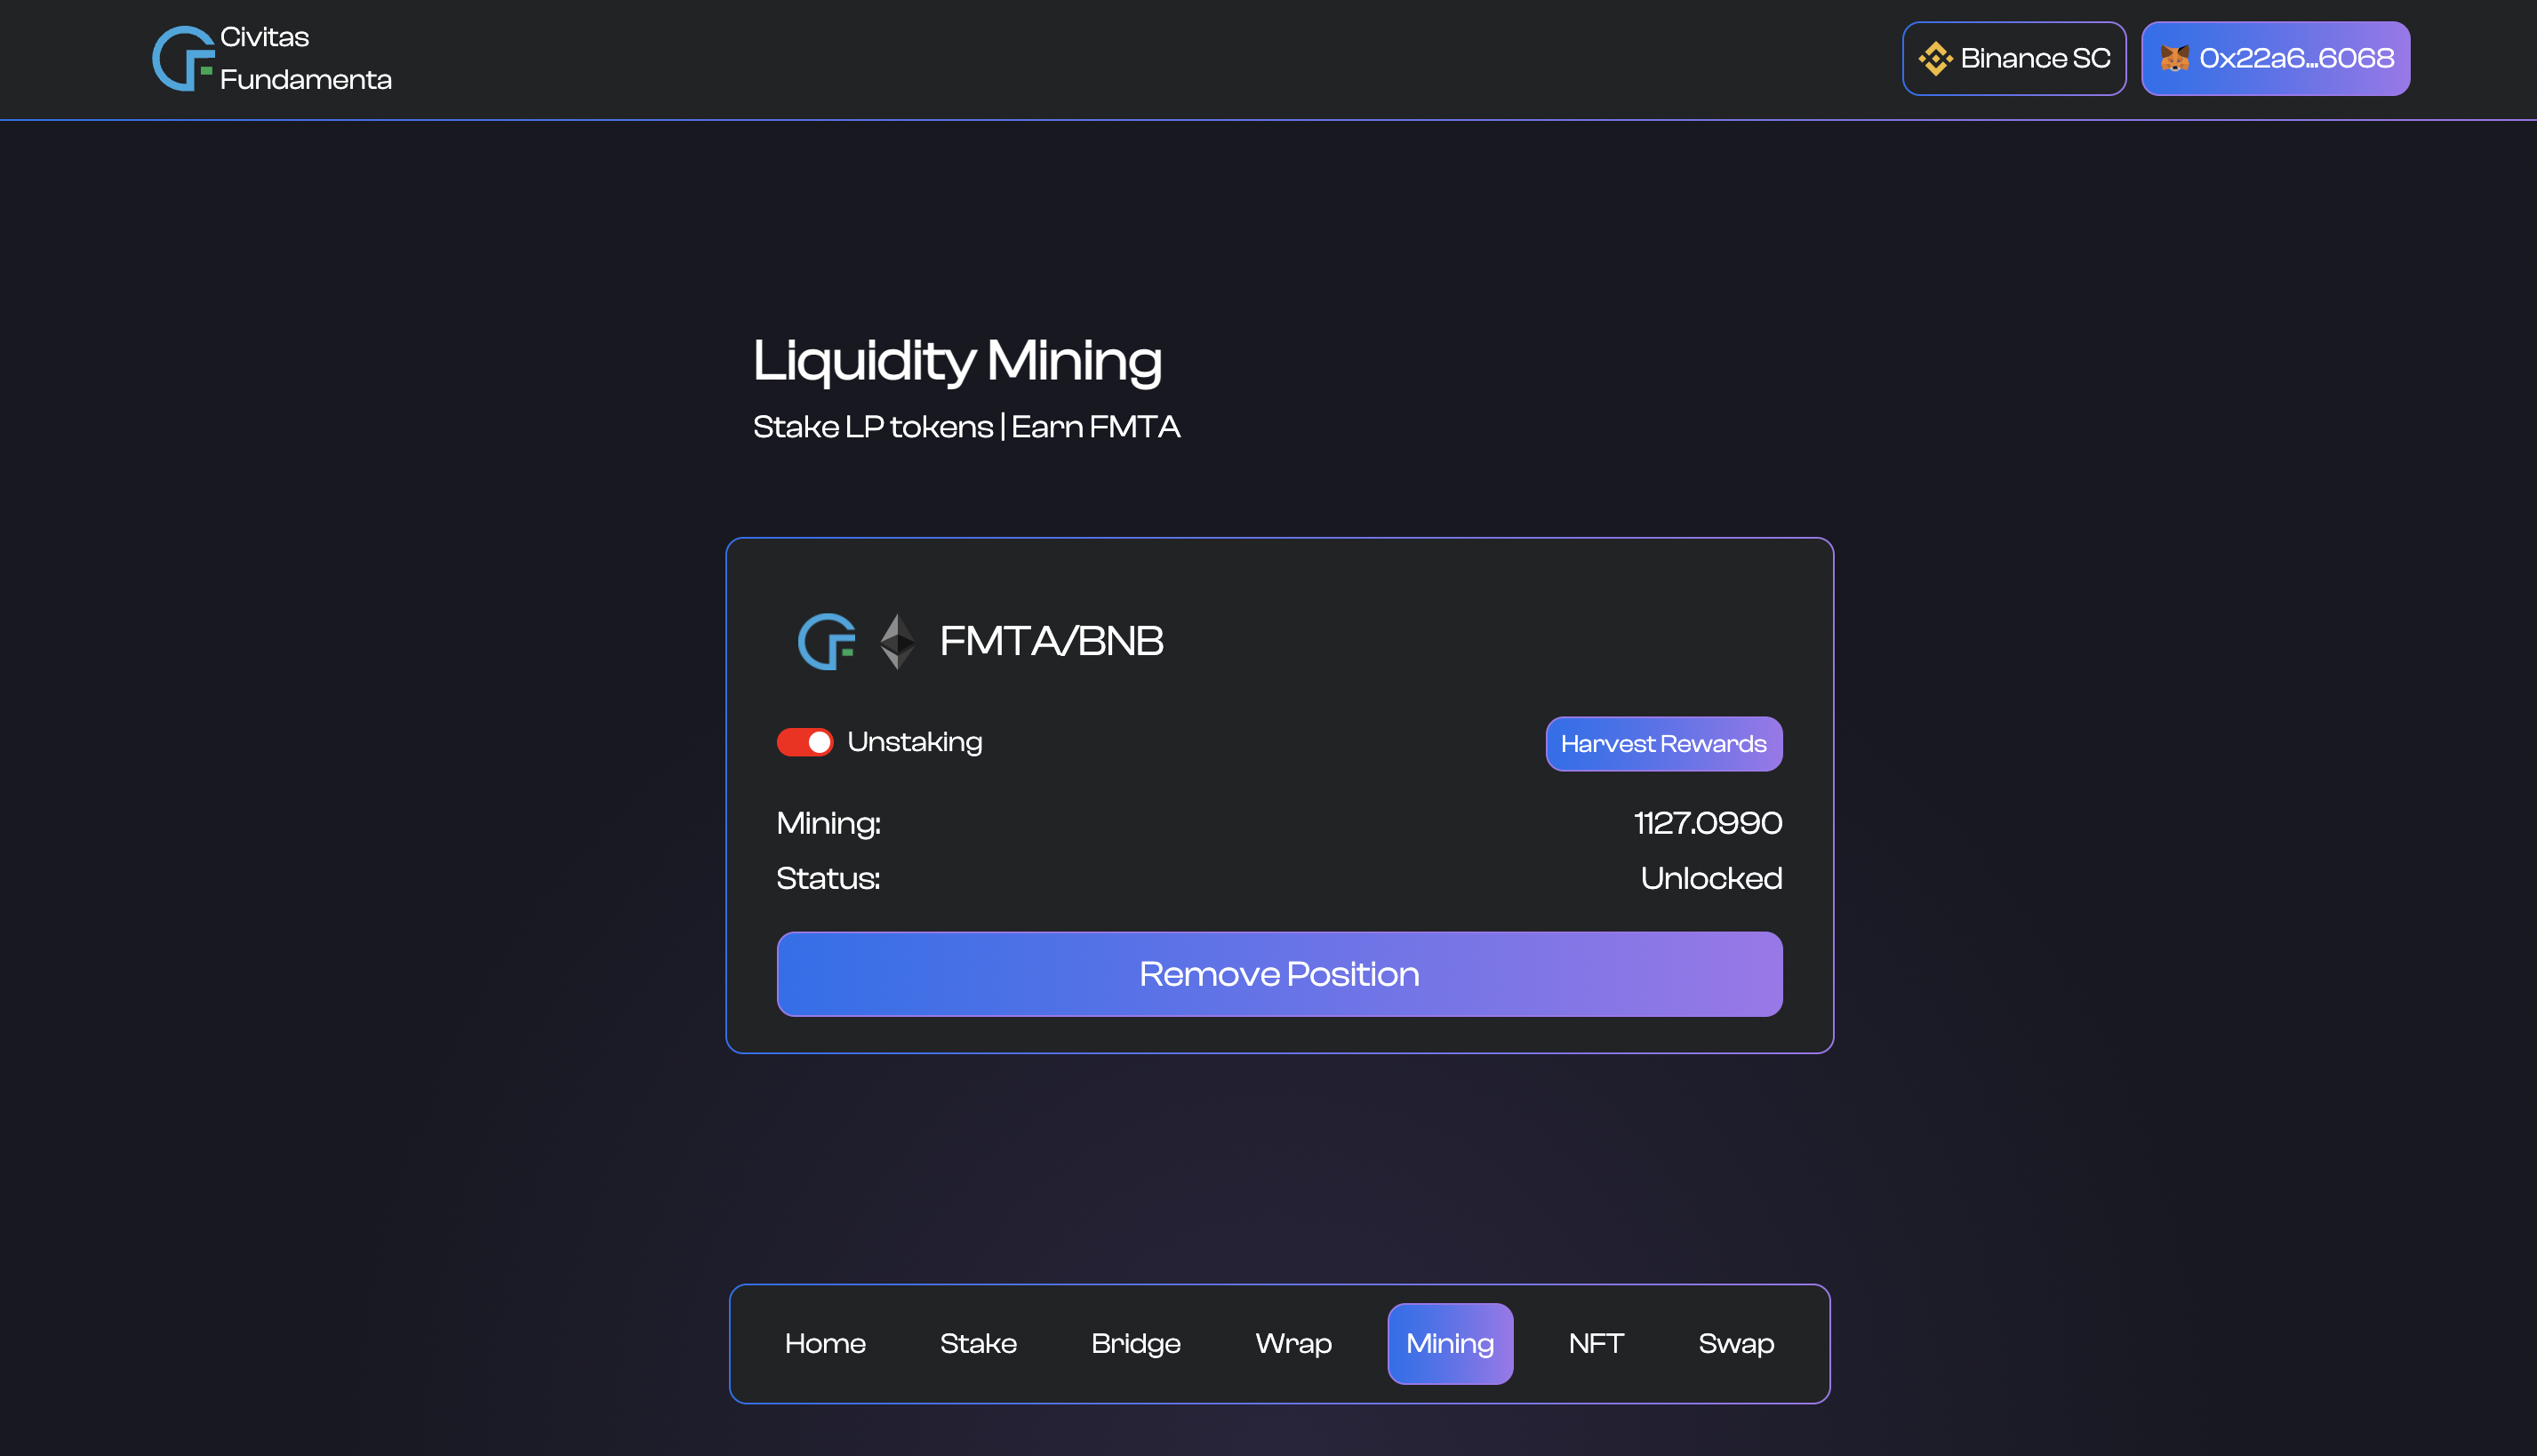 Civitas
Fundamenta
Binance SC
0x22a6...6068
Liquidity Mining
Stake LP tokens | Earn FMTA
FMTA/BNB
Unstaking
Harvest Rewards
Mining: 1127.0990
Status: Unlocked
Remove Position
Home Stake Bridge Wrap Mining NFT Swap